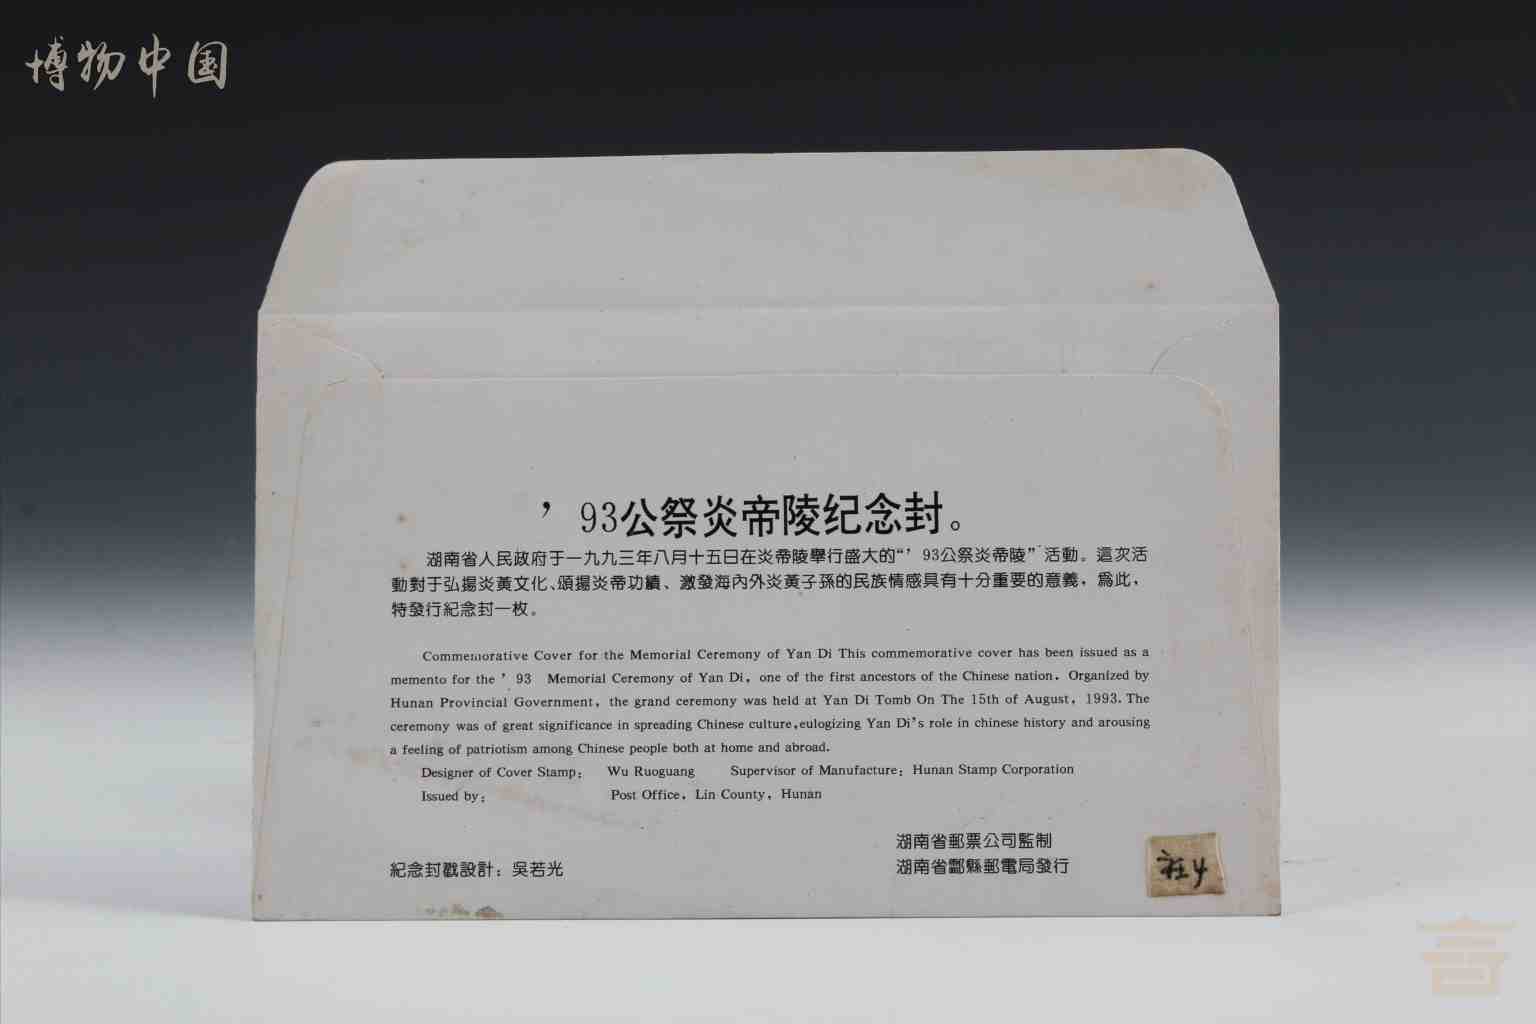 博物中国
’93公祭炎帝陵纪念封。
湖南省人民政府于一九九三年八月十五日在炎帝陵舉行盛大的“’93公祭炎帝陵”活動。這次活
動對于弘揚炎黃文化、頌揚炎帝功績、激發海內外炎黃子孫的民族情感具有十分重要的意義，爲此，
特發行紀念封一枚。
Commemorative Cover for the Memorial Ceremony of Yan Di This commemorative cover has been issued as a
memento for the ’93 Memorial Ceremony of Yan Di, one of the first ancestors of the Chinese nation. Organized by
Hunan Provincial Government, the grand ceremony was held at Yan Di Tomb On The 15th of August, 1993. The
ceremony was of great significance in spreading Chinese culture,eulogizing Yan Di’s role in chinese history and arousing
a feeling of patriotism among Chinese people both at home and abroad.
Designer of Cover Stamp: Wu Ruoguang Supervisor of Manufacture: Hunan Stamp Corporation
Issued by: Post Office, Lin County, Hunan
湖南省郵票公司監制
紀念封戳設計：吳若光
湖南省酃縣郵電局發行
社4